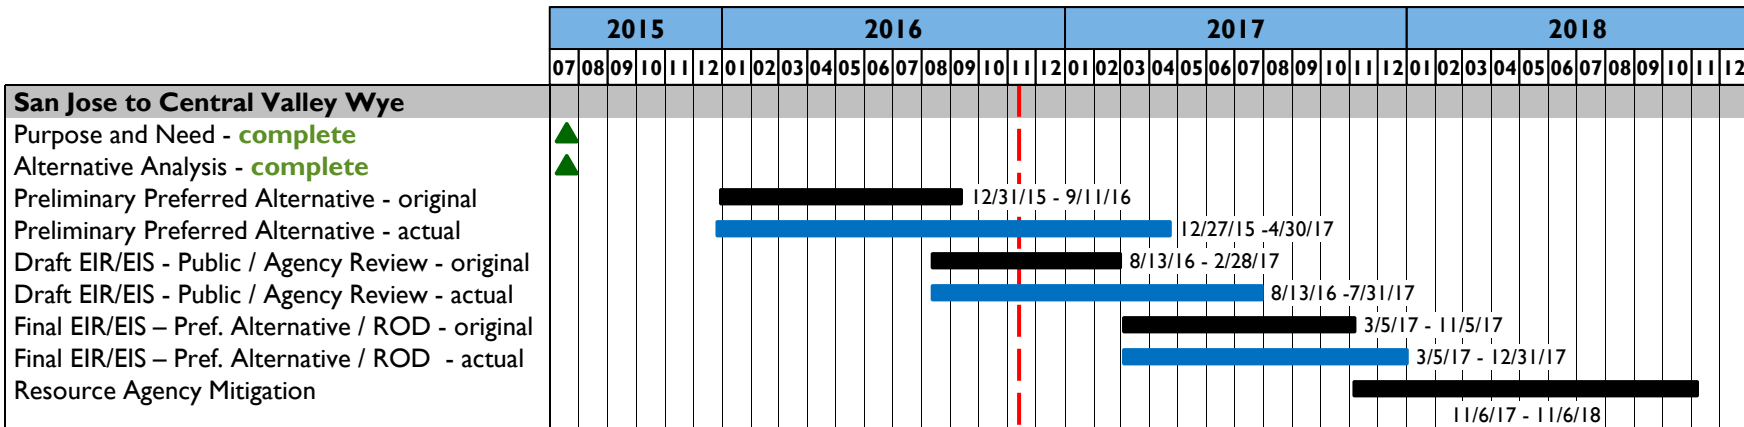 2015 2016 2017 2018
07 08 09 10 11 12 01 02 03 04 05 06 07 08 09 10 11 12 01 02 03 04 05 06 07 08 09 10 11 12 01 02 03 04 05 06 07 08 09 10 11 12
San Jose to Central Valley Wye
Purpose and Need - complete
Alternative Analysis - complete
Preliminary Preferred Alternative - original 12/31/15 - 9/11/16
Preliminary Preferred Alternative - actual 12/27/15 -4/30/17
Draft EIR/EIS - Public / Agency Review - original 8/13/16 - 2/28/17
Draft EIR/EIS - Public / Agency Review - actual 8/13/16 -7/31/17
Final EIR/EIS – Pref. Alternative / ROD - original 3/5/17 - 11/5/17
Final EIR/EIS – Pref. Alternative / ROD - actual 3/5/17 - 12/31/17
Resource Agency Mitigation
11/6/17 - 11/6/18